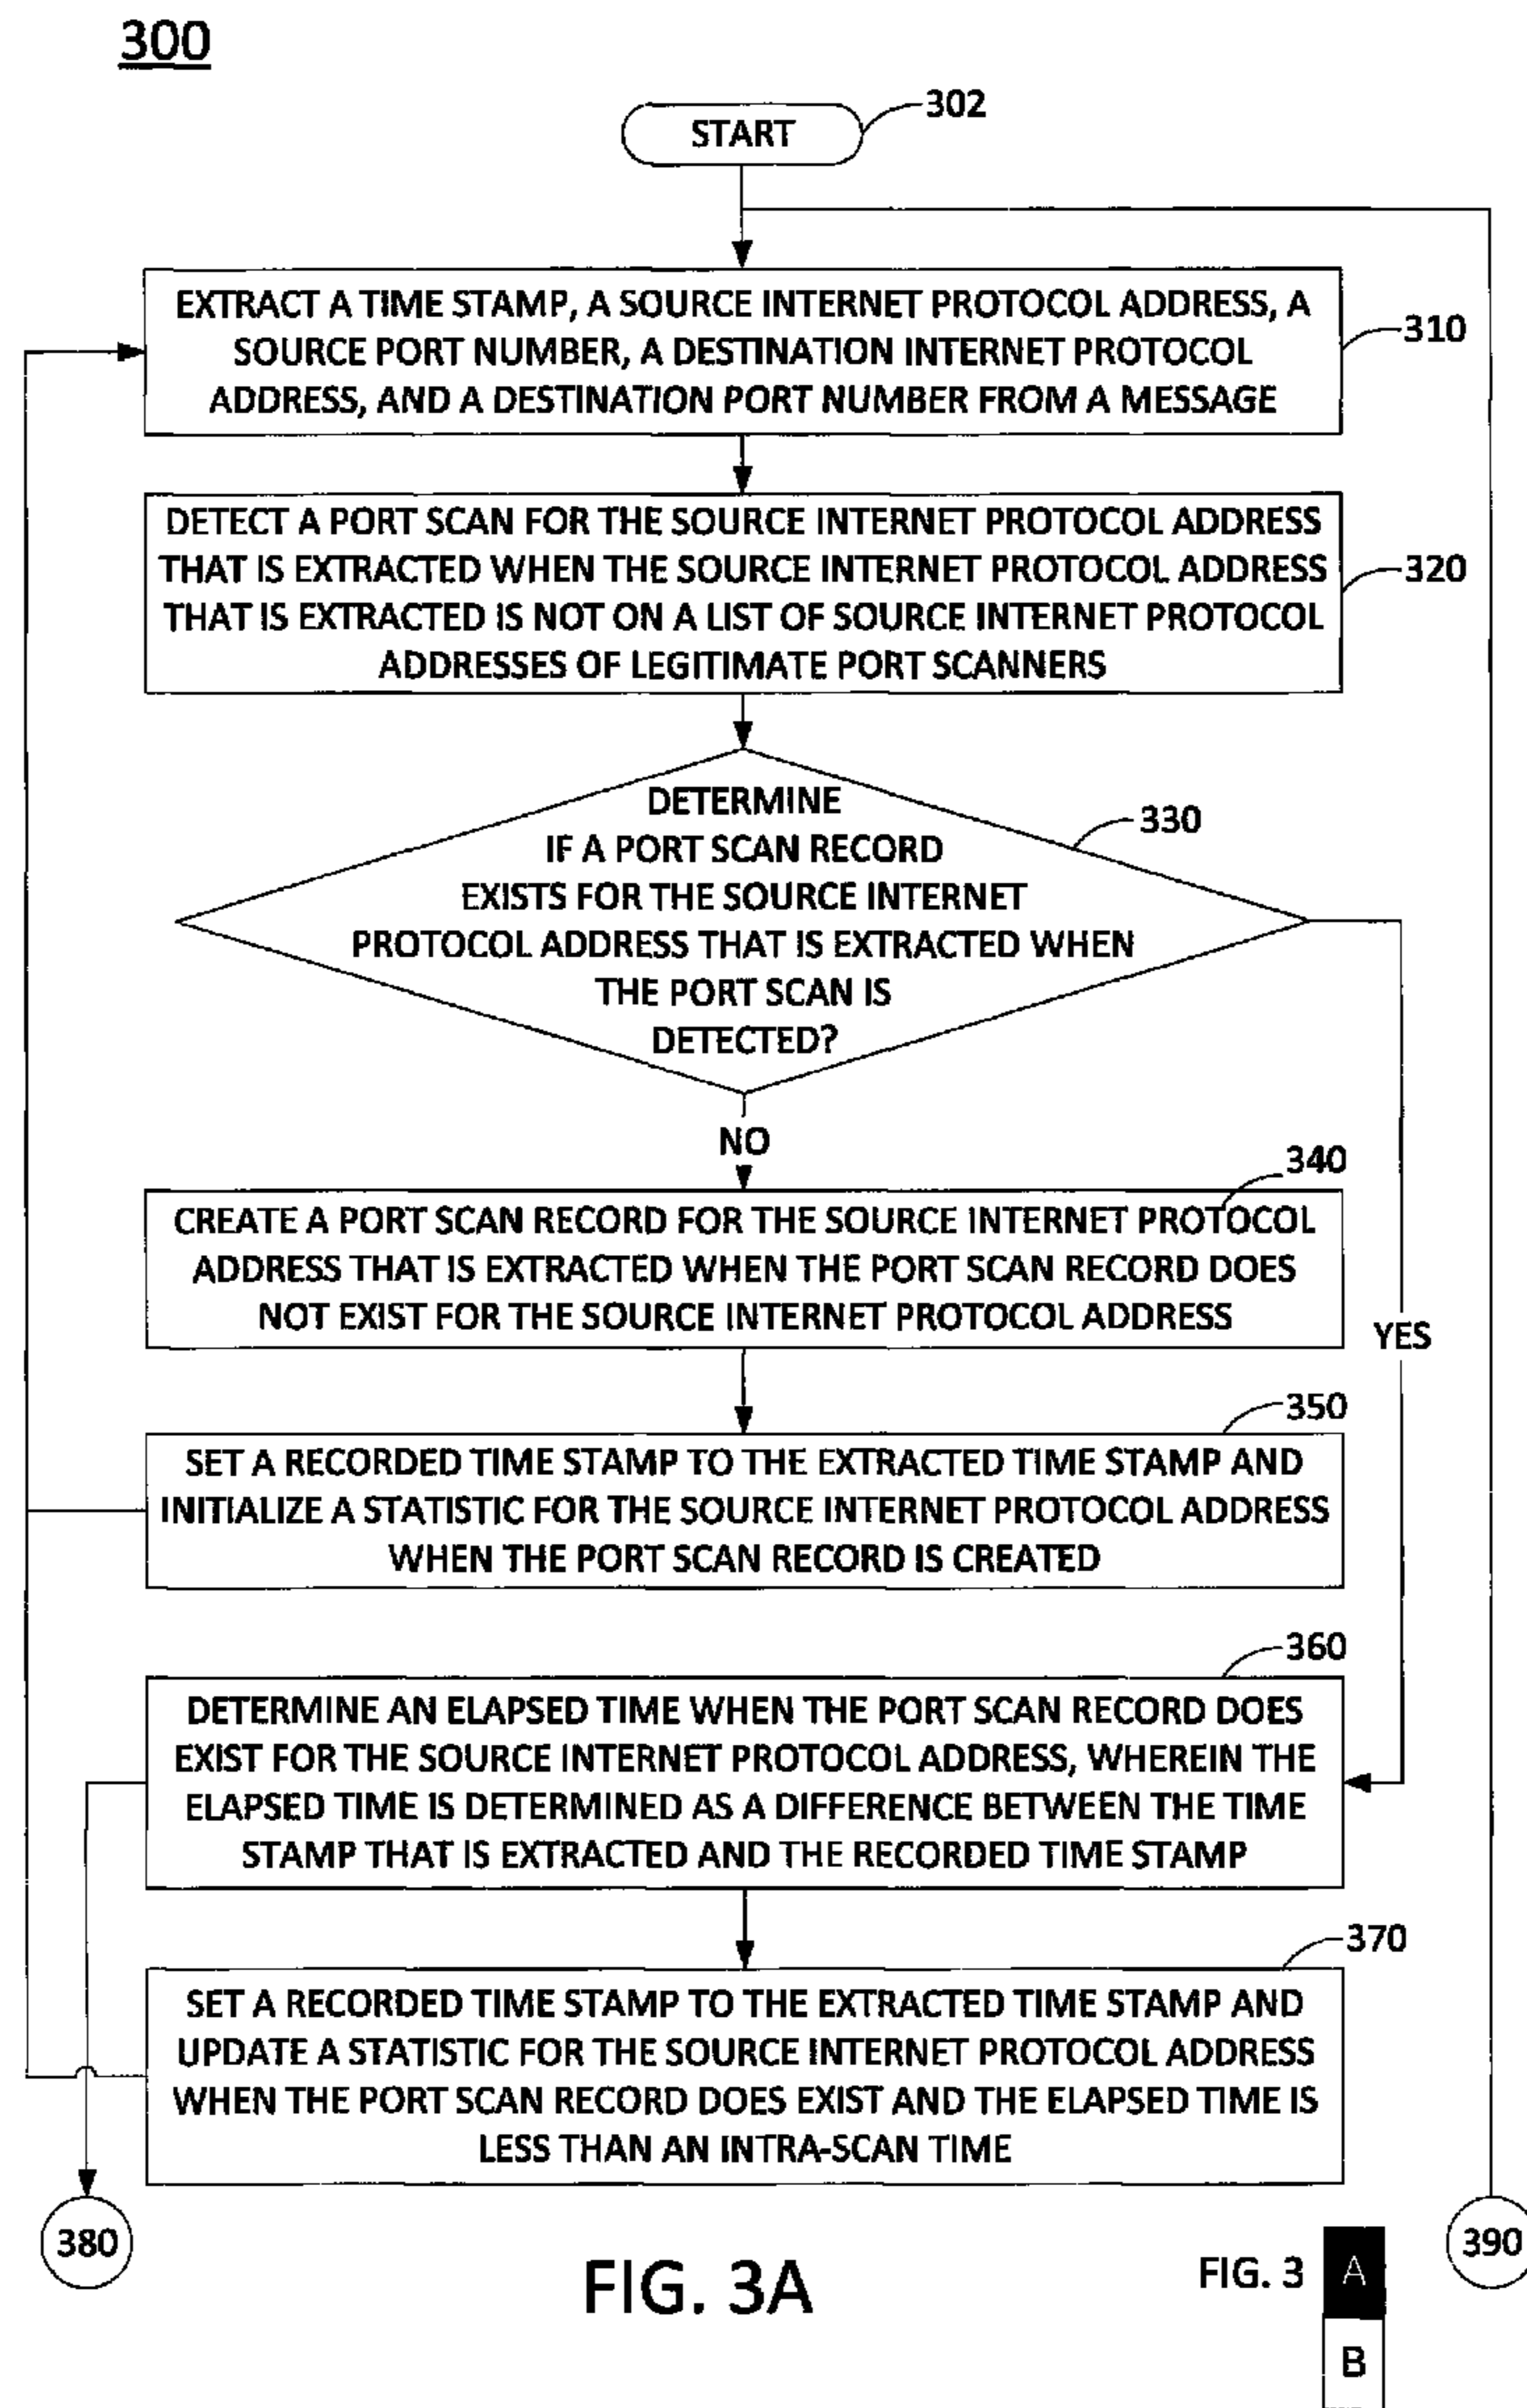 300
START
302
EXTRACT A TIME STAMP, A SOURCE INTERNET PROTOCOL ADDRESS, A
SOURCE PORT NUMBER, A DESTINATION INTERNET PROTOCOL
ADDRESS, AND A DESTINATION PORT NUMBER FROM A MESSAGE
310
DETECT A PORT SCAN FOR THE SOURCE INTERNET PROTOCOL ADDRESS
THAT IS EXTRACTED WHEN THE SOURCE INTERNET PROTOCOL ADDRESS
THAT IS EXTRACTED IS NOT ON A LIST OF SOURCE INTERNET PROTOCOL
ADDRESSES OF LEGITIMATE PORT SCANNERS
320
DETERMINE
IF A PORT SCAN RECORD
EXISTS FOR THE SOURCE INTERNET
PROTOCOL ADDRESS THAT IS EXTRACTED WHEN
THE PORT SCAN IS
DETECTED?
330
NO
340
CREATE A PORT SCAN RECORD FOR THE SOURCE INTERNET PROTOCOL
ADDRESS THAT IS EXTRACTED WHEN THE PORT SCAN RECORD DOES
NOT EXIST FOR THE SOURCE INTERNET PROTOCOL ADDRESS
YES
350
SET A RECORDED TIME STAMP TO THE EXTRACTED TIME STAMP AND
INITIALIZE A STATISTIC FOR THE SOURCE INTERNET PROTOCOL ADDRESS
WHEN THE PORT SCAN RECORD IS CREATED
360
DETERMINE AN ELAPSED TIME WHEN THE PORT SCAN RECORD DOES
EXIST FOR THE SOURCE INTERNET PROTOCOL ADDRESS, WHEREIN THE
ELAPSED TIME IS DETERMINED AS A DIFFERENCE BETWEEN THE TIME
STAMP THAT IS EXTRACTED AND THE RECORDED TIME STAMP
370
SET A RECORDED TIME STAMP TO THE EXTRACTED TIME STAMP AND
UPDATE A STATISTIC FOR THE SOURCE INTERNET PROTOCOL ADDRESS
WHEN THE PORT SCAN RECORD DOES EXIST AND THE ELAPSED TIME IS
LESS THAN AN INTRA-SCAN TIME
380
390
FIG. 3A
FIG. 3
A
B